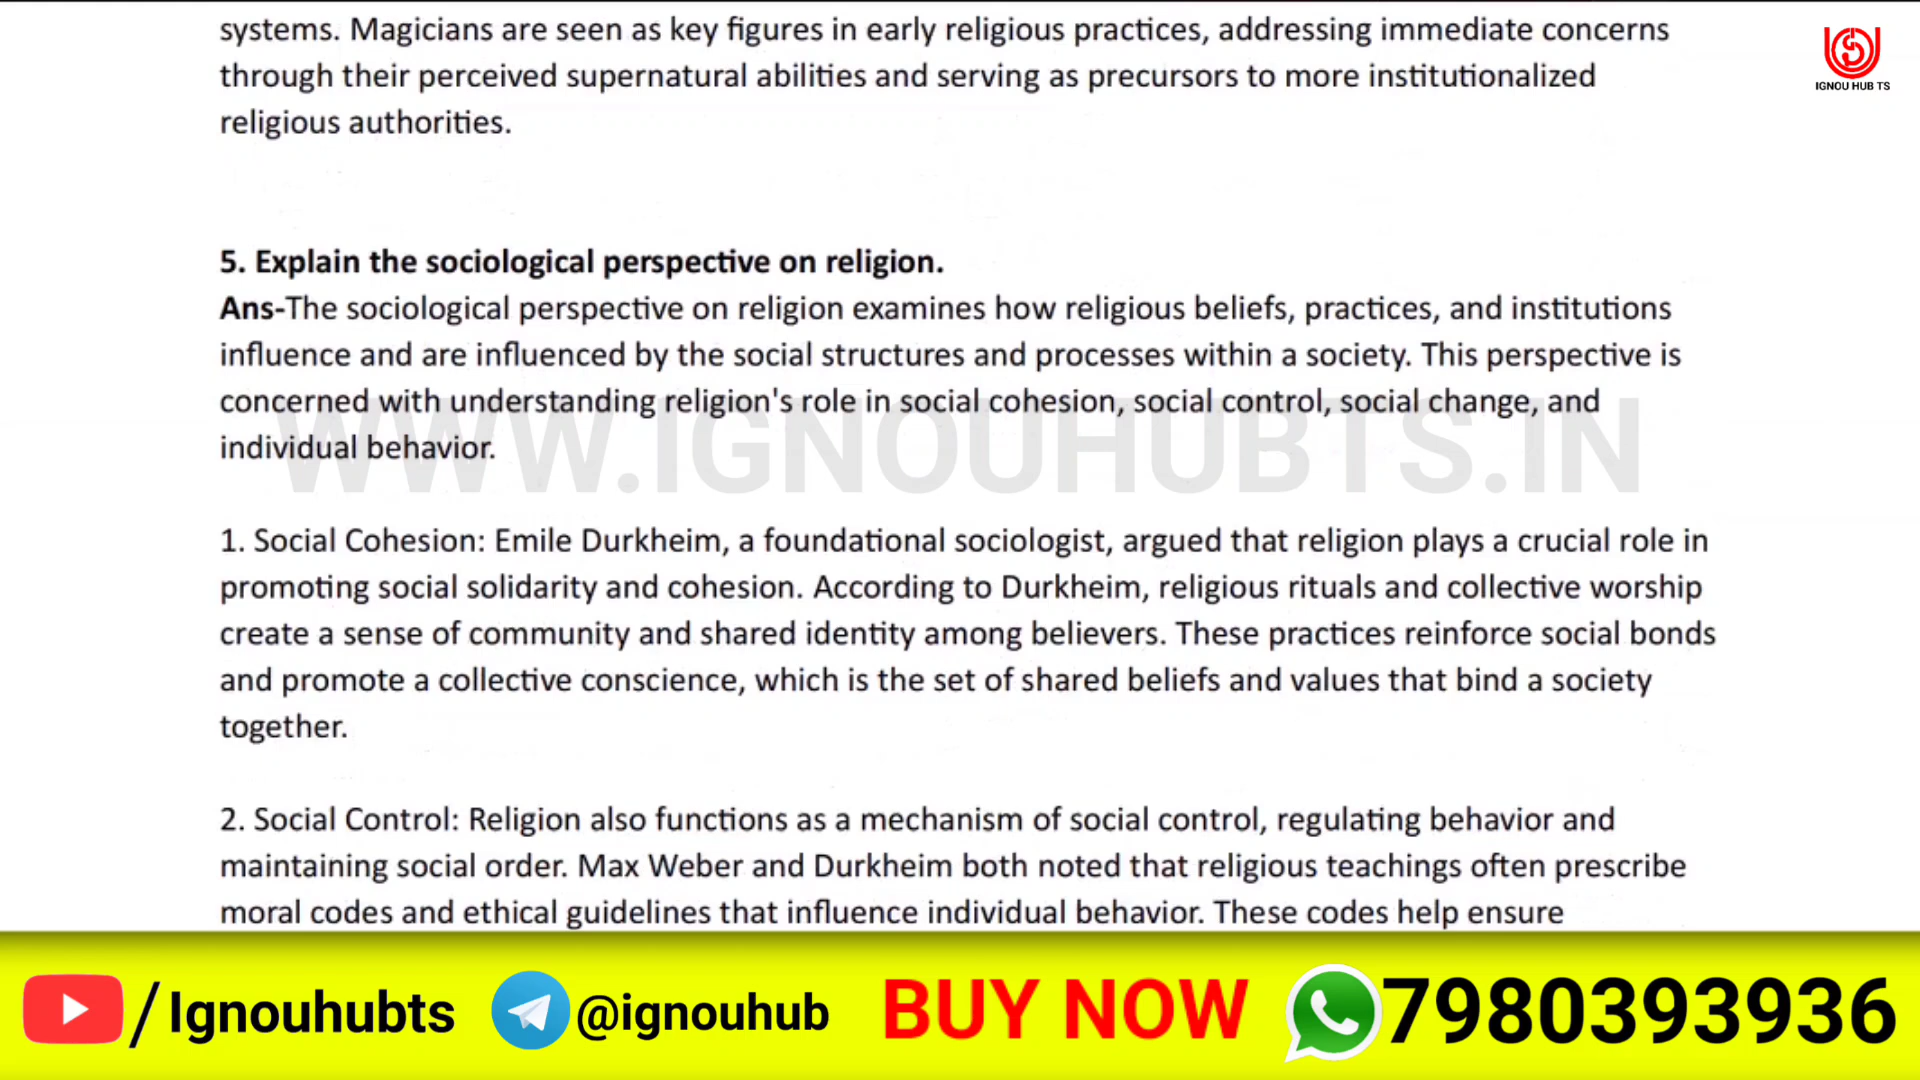 systems. Magicians are seen as key figures in early religious practices, addressing immediate concerns
through their perceived supernatural abilities and serving as precursors to more institutionalized
religious authorities.
IGNOU HUB TS
5. Explain the sociological perspective on religion.
Ans-The sociological perspective on religion examines how religious beliefs, practices, and institutions
influence and are influenced by the social structures and processes within a society. This perspective is
concerned with understanding religion's role in social cohesion, social control, social change, and
individual behavior.
WWW.IGNOUHUBTS.IN
1. Social Cohesion: Emile Durkheim, a foundational sociologist, argued that religion plays a crucial role in
promoting social solidarity and cohesion. According to Durkheim, religious rituals and collective worship
create a sense of community and shared identity among believers. These practices reinforce social bonds
and promote a collective conscience, which is the set of shared beliefs and values that bind a society
together.
2. Social Control: Religion also functions as a mechanism of social control, regulating behavior and
maintaining social order. Max Weber and Durkheim both noted that religious teachings often prescribe
moral codes and ethical guidelines that influence individual behavior. These codes help ensure
/Ignouhubts @ignouhub BUY NOW 7980393936